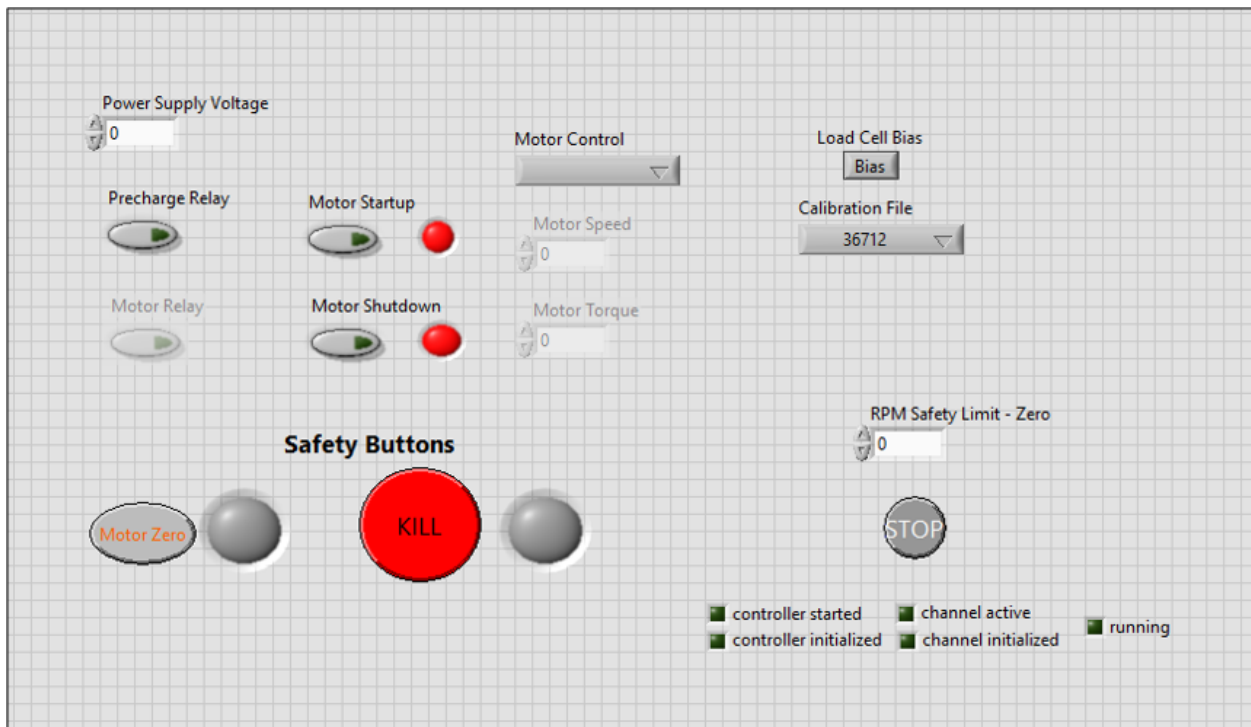 Power Supply Voltage
0
Motor Control
Load Cell Bias
Bias
Precharge Relay
Motor Startup
Motor Speed
0
Calibration File
36712
Motor Relay
Motor Shutdown
Motor Torque
0
RPM Safety Limit - Zero
0
Safety Buttons
Motor Zero
KILL
STOP
controller started
channel active
controller initialized
channel initialized
running